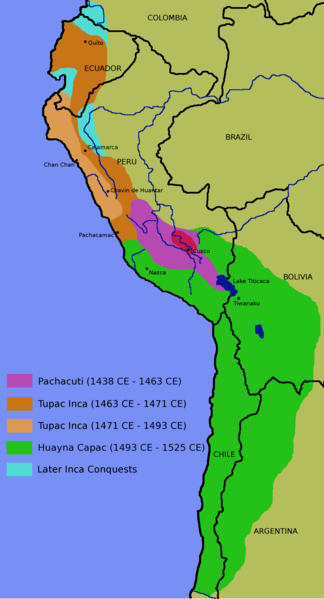 COLOMBIA
Quito
ECUADOR
BRAZIL
Cajamarca
Chan Chan
PERU
Chavin de Huantar
Pachacamac
Cuzco
Nazca
BOLIVIA
Lake Titicaca
Tiwanaku
Pachacuti (1438 CE - 1463 CE)
Tupac Inca (1463 CE - 1471 CE)
Tupac Inca (1471 CE - 1493 CE)
Huayna Capac (1493 CE - 1525 CE)
CHILE
Later Inca Conquests
ARGENTINA